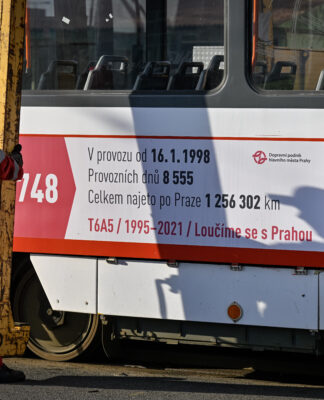 V provozu od 16. 1. 1998
Provozních dnů 8 555
Celkem najeto po Praze 1 256 302 km
T6A5 / 1995–2021 / Loučíme se s Prahou
748
Dopravní podnik
hlavního města Prahy